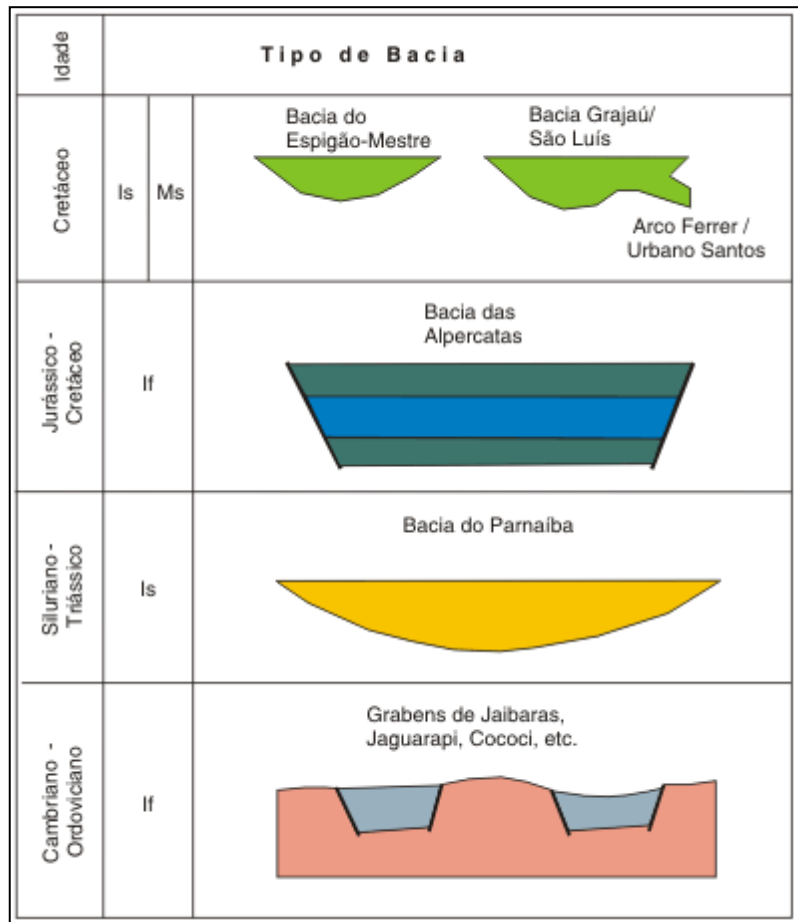 Idade
Tipo de Bacia
Cretáceo
Is
Ms
Bacia do
Espigão-Mestre
Bacia Grajaú/
São Luís
Arco Ferrer /
Urbano Santos
Jurássico -
Cretáceo
If
Bacia das
Alpercatas
Siluriano -
Triássico
Is
Bacia do Parnaíba
Cambriano -
Ordoviciano
If
Grabens de Jaibaras,
Jaguarapi, Cococi, etc.